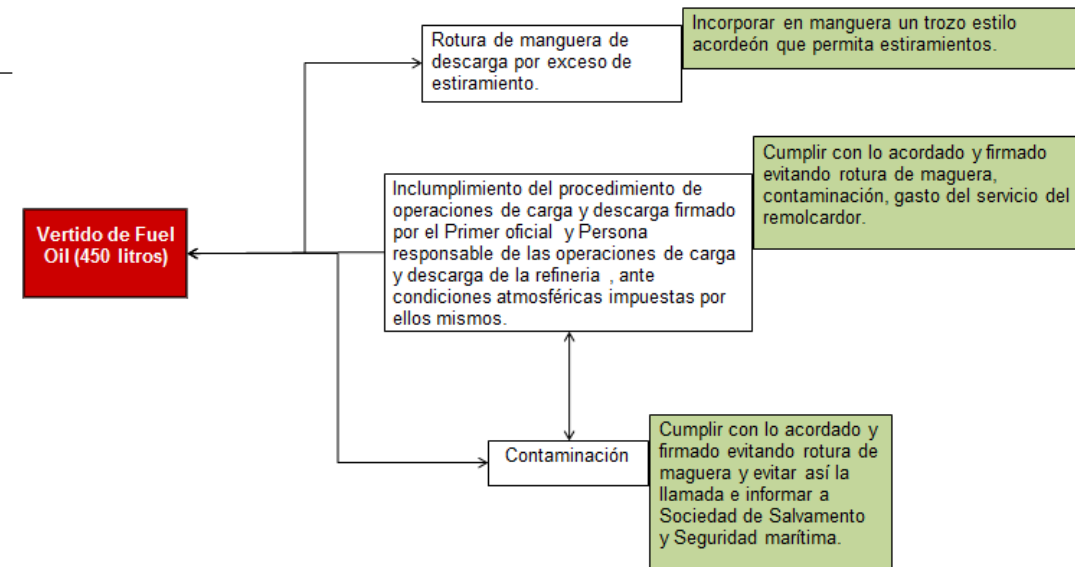 Rotura de manguera de
descarga por exceso de
estiramiento.
Incorporar en manguera un trozo estilo
acordeón que permita estiramientos.
Vertido de Fuel
Oil (450 litros)
Inclumplimiento del procedimiento de
operaciones de carga y descarga firmado
por el Primer oficial y Persona
responsable de las operaciones de carga
y descarga de la refineria , ante
condiciones atmosféricas impuestas por
ellos mismos.
Cumplir con lo acordado y firmado
evitando rotura de maguera,
contaminación, gasto del servicio del
remolcardor.
Contaminación
Cumplir con lo acordado y
firmado evitando rotura de
maguera y evitar así la
llamada e informar a
Sociedad de Salvamento
y Seguridad marítima.